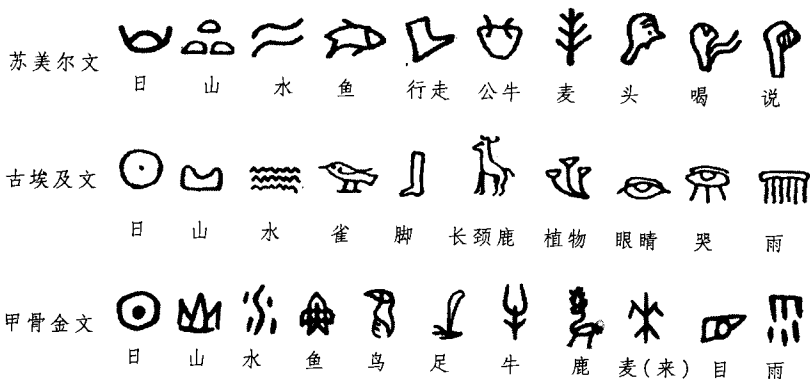 苏美尔文
日 山 水 鱼 行走 公牛 麦 头 喝 说
古埃及文
日 山 水 雀 脚 长颈鹿 植物 眼睛 哭 雨
甲骨金文
日 山 水 鱼 鸟 足 牛 鹿 麦(来) 目 雨